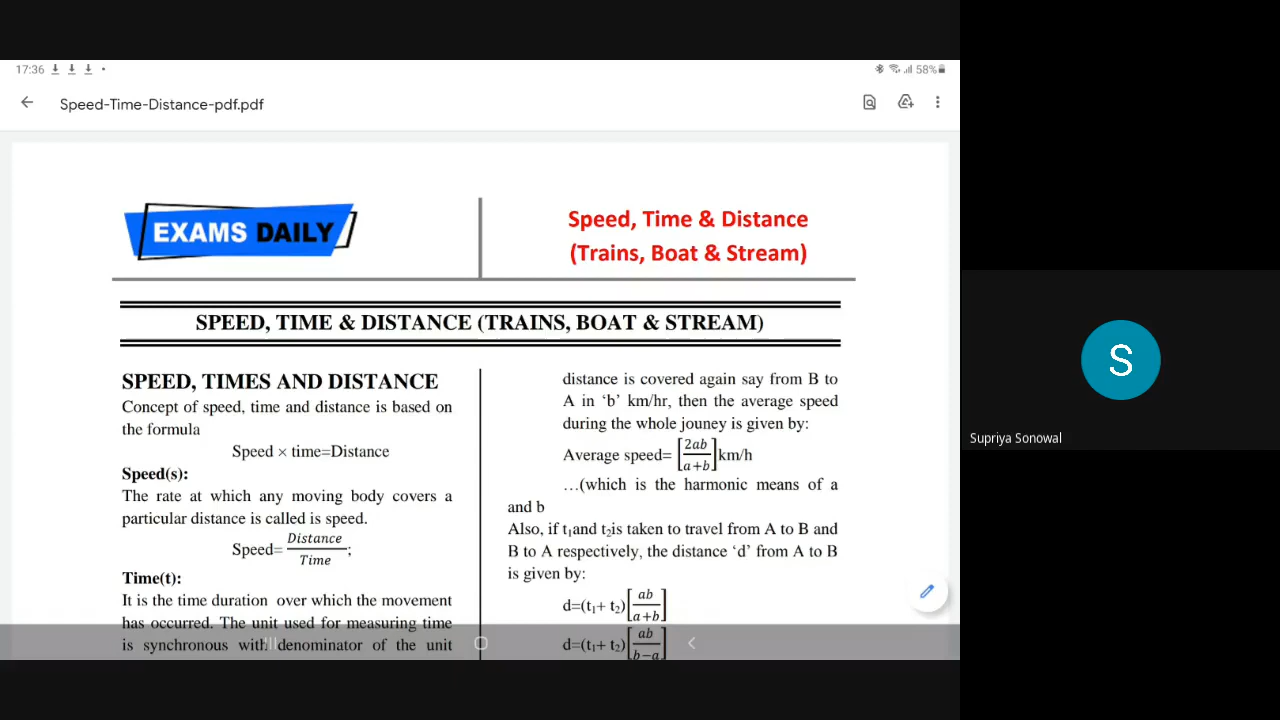 17:36
58%
Speed-Time-Distance-pdf.pdf
EXAMS DAILY
Speed, Time & Distance
(Trains, Boat & Stream)
SPEED, TIME & DISTANCE (TRAINS, BOAT & STREAM)
SPEED, TIMES AND DISTANCE
Concept of speed, time and distance is based on
the formula
Speed × time=Distance
Speed(s):
The rate at which any moving body covers a
particular distance is called is speed.
Speed= Distance/Time;
Time(t):
It is the time duration over which the movement
has occurred. The unit used for measuring time
is synchronous with denominator of the unit
distance is covered again say from B to
A in ‘b’ km/hr, then the average speed
during the whole jouney is given by:
Average speed= [2ab/a+b]km/h
…(which is the harmonic means of a
and b
Also, if t₁and t₂is taken to travel from A to B and
B to A respectively, the distance ‘d’ from A to B
is given by:
d=(t₁+ t₂)[ab/a+b]
d=(t₁+ t₂)[ab/b−a]
S
Supriya Sonowal